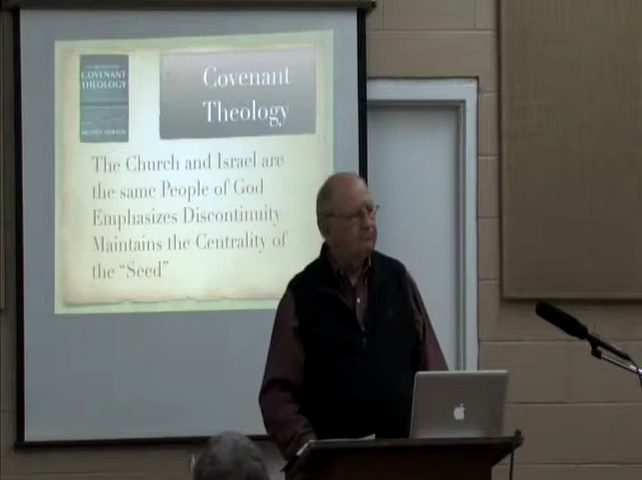 COVENANT
THEOLOGY
Covenant
Theology
The Church and Israel are
the same People of God
Emphasizes Discontinuity
Maintains the Centrality of
the “Seed”